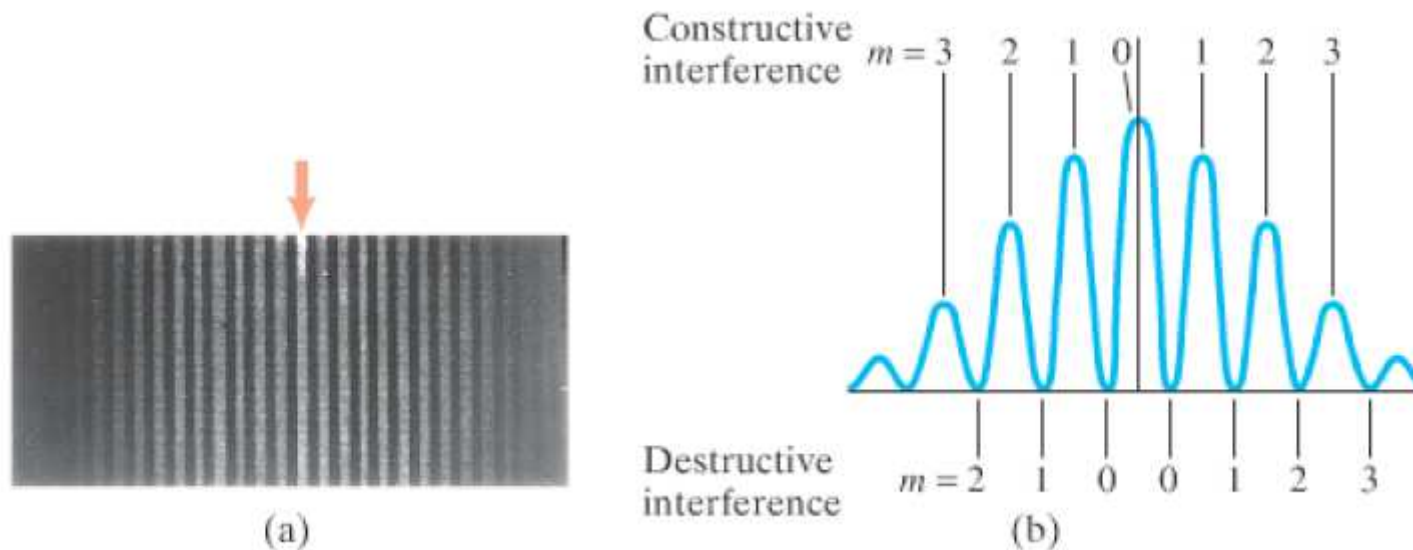 Constructive
interference m = 3 2 1 0 1 2 3
Destructive
interference m = 2 1 0 0 1 2 3
(a) (b)